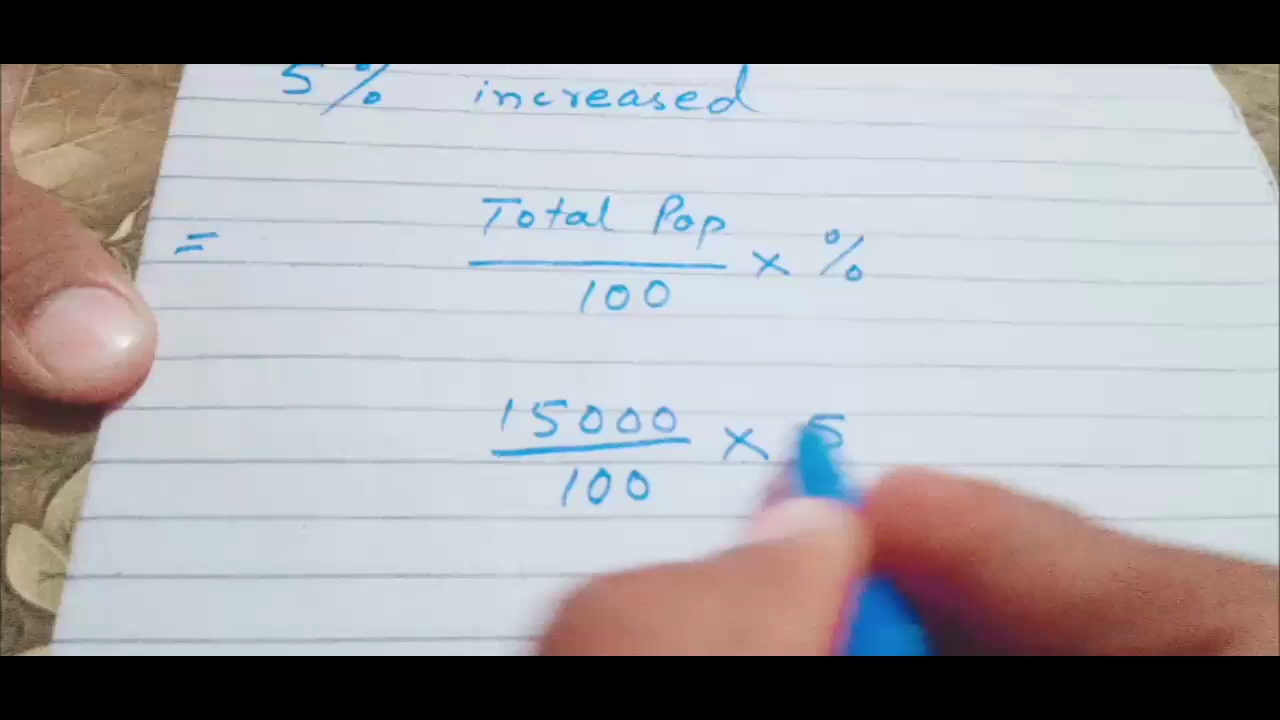 5% increased
= Total Pop / 100 × %
15000 / 100 × 5